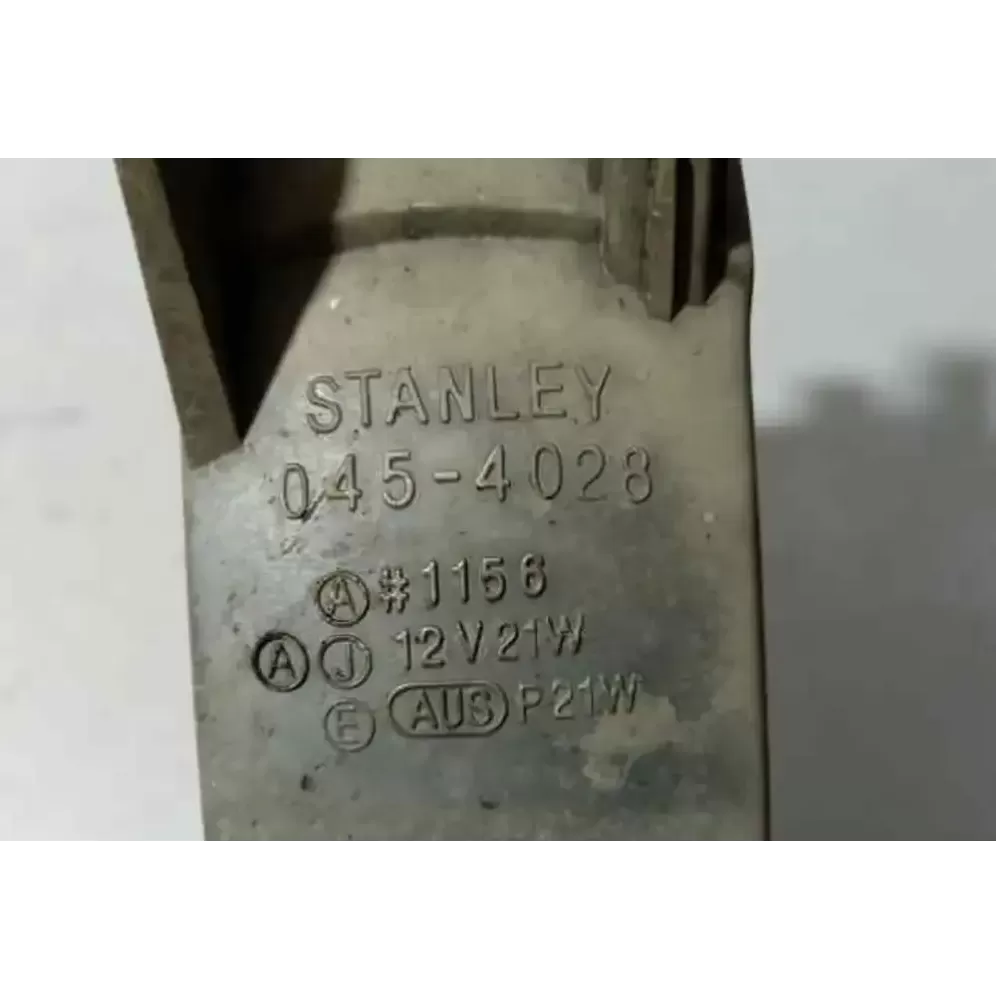 STANLEY
045-4028
Ⓐ #1156
Ⓐ Ⓙ 12V21W
Ⓔ AUS P21W